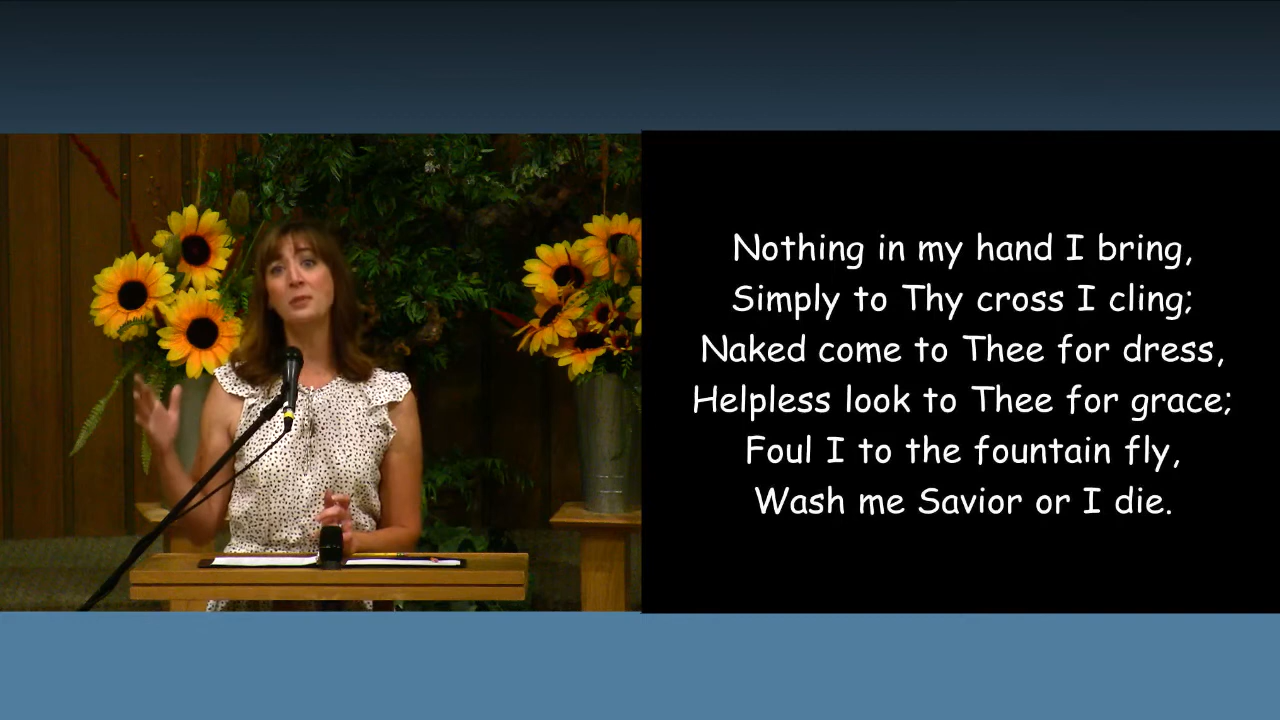 Nothing in my hand I bring,
Simply to Thy cross I cling;
Naked come to Thee for dress,
Helpless look to Thee for grace;
Foul I to the fountain fly,
Wash me Savior or I die.